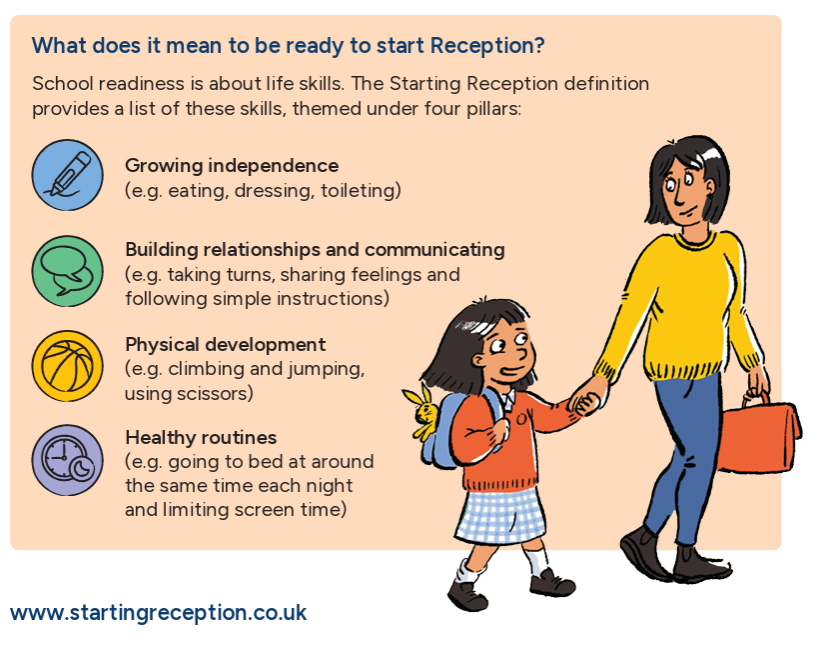 What does it mean to be ready to start Reception?
School readiness is about life skills. The Starting Reception definition
provides a list of these skills, themed under four pillars:
Growing independence
(e.g. eating, dressing, toileting)
Building relationships and communicating
(e.g. taking turns, sharing feelings and
following simple instructions)
Physical development
(e.g. climbing and jumping,
using scissors)
Healthy routines
(e.g. going to bed at around
the same time each night
and limiting screen time)
www.startingreception.co.uk